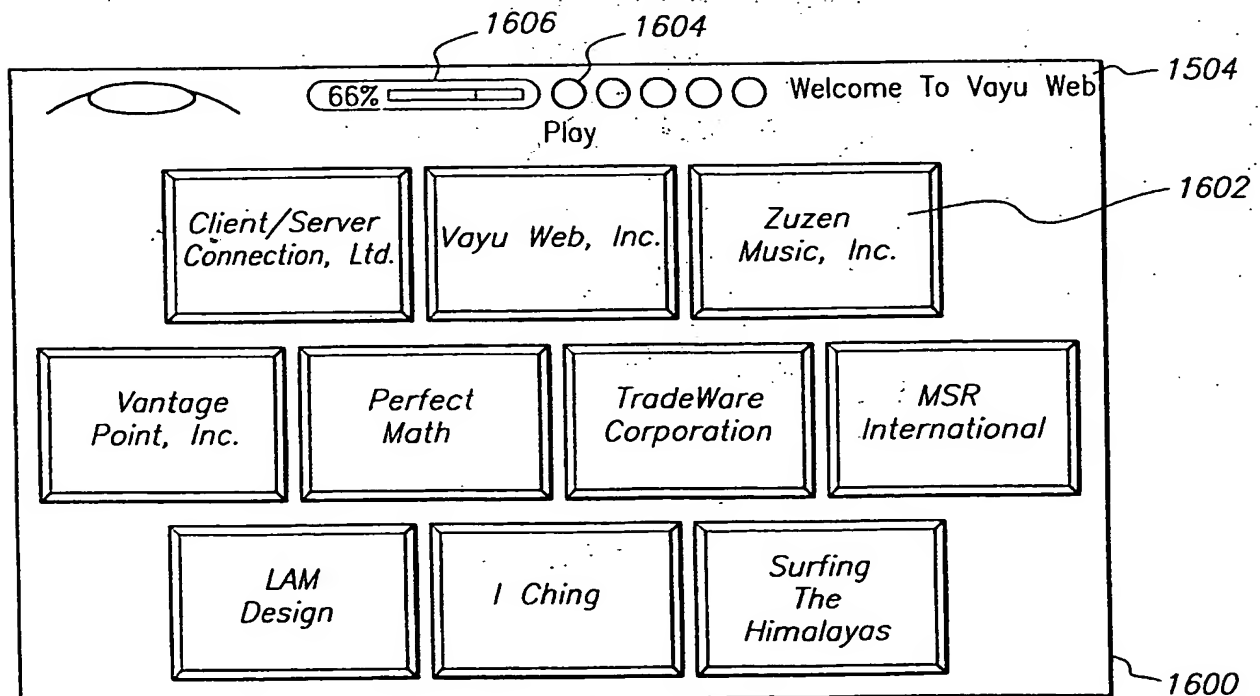 1606
1604
1504
66%
Welcome To Vayu Web
Play
1602
Client/Server
Connection, Ltd.
Vayu Web, Inc.
Zuzen
Music, Inc.
Vantage
Point, Inc.
Perfect
Math
TradeWare
Corporation
MSR
International
LAM
Design
I Ching
Surfing
The
Himalayas
1600